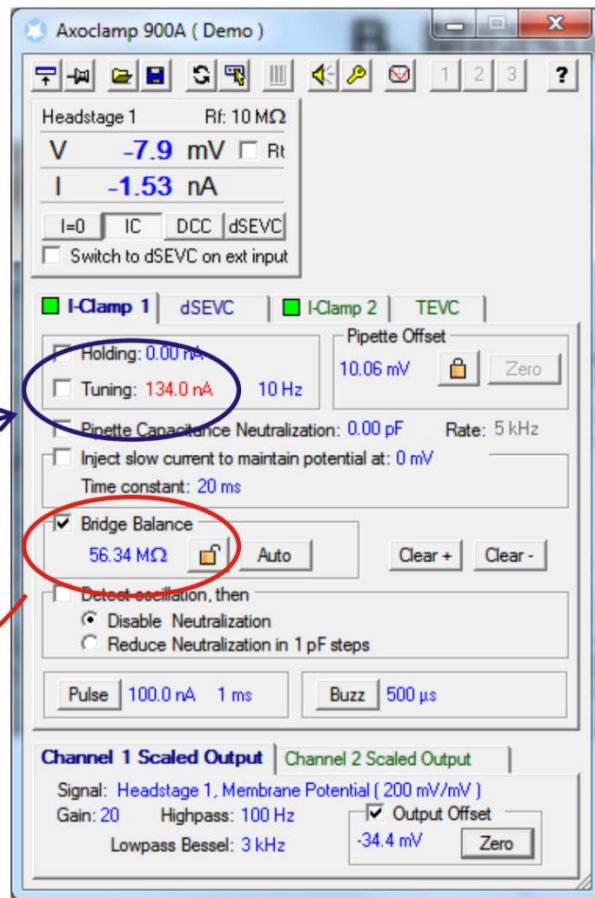 Axoclamp 900A ( Demo )
1 2 3 ?
Headstage 1 Rf: 10 MΩ
V -7.9 mV Rt
I -1.53 nA
I=0 IC DCC dSEVC
Switch to dSEVC on ext input
I-Clamp 1 dSEVC I-Clamp 2 TEVC
Holding: 0.00 nA
Pipette Offset
10.06 mV Zero
Tuning: 134.0 nA 10 Hz
Pipette Capacitance Neutralization: 0.00 pF Rate: 5 kHz
Inject slow current to maintain potential at: 0 mV
Time constant: 20 ms
Bridge Balance
56.34 MΩ Auto Clear + Clear -
Detect oscillation, then
Disable Neutralization
Reduce Neutralization in 1 pF steps
Pulse 100.0 nA 1 ms Buzz 500 µs
Channel 1 Scaled Output Channel 2 Scaled Output
Signal: Headstage 1, Membrane Potential ( 200 mV/mV )
Gain: 20 Highpass: 100 Hz Output Offset
Lowpass Bessel: 3 kHz -34.4 mV Zero